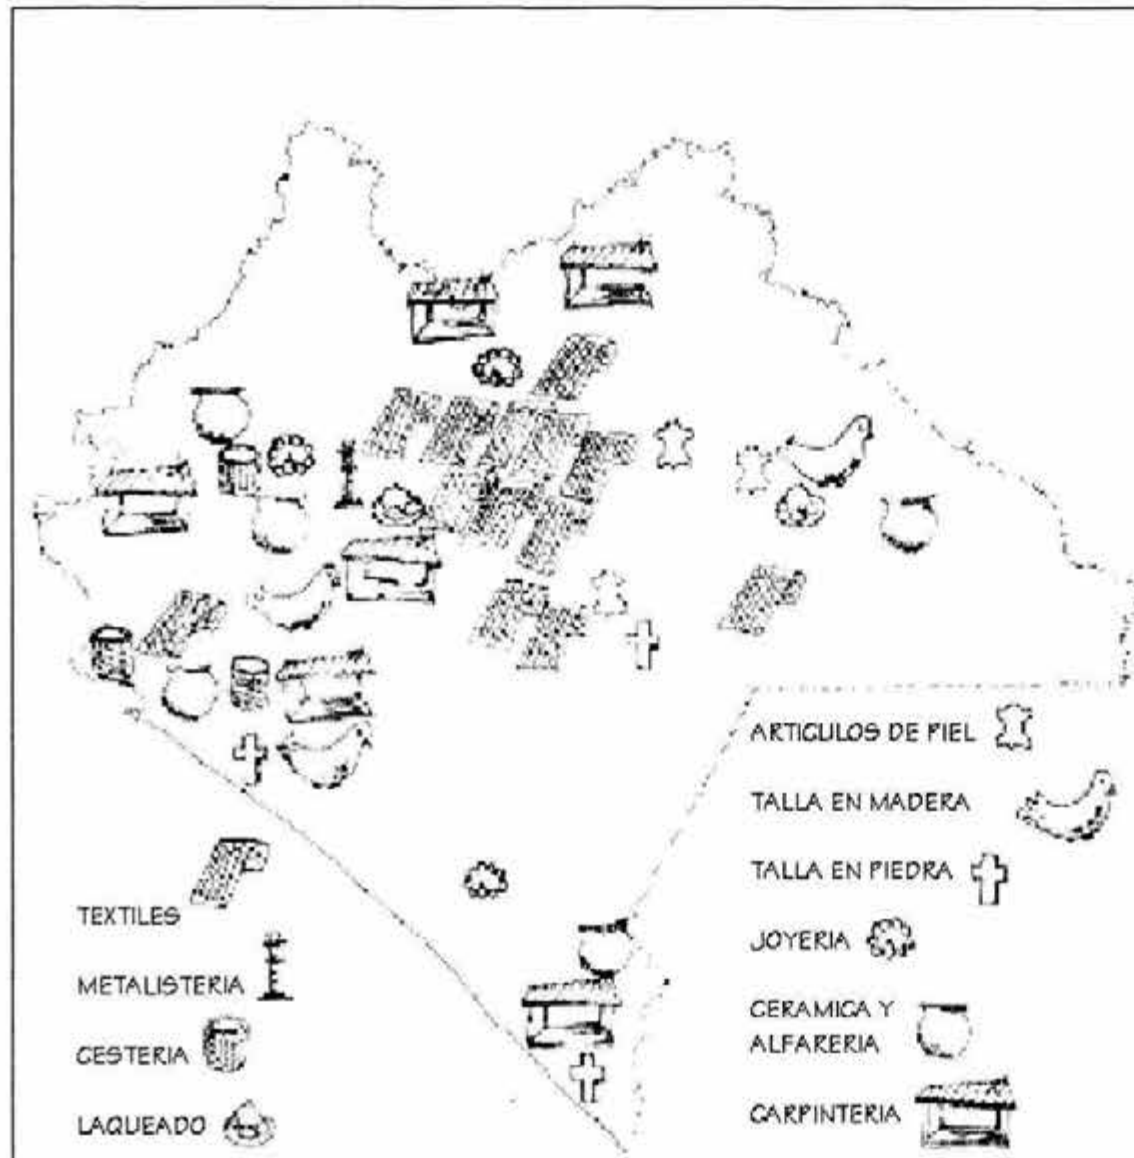 ARTICULOS DE PIEL
TALLA EN MADERA
TALLA EN PIEDRA
JOYERIA
CERAMICA Y
ALFARERIA
CARPINTERIA
TEXTILES
METALISTERIA
CESTERIA
LAQUEADO